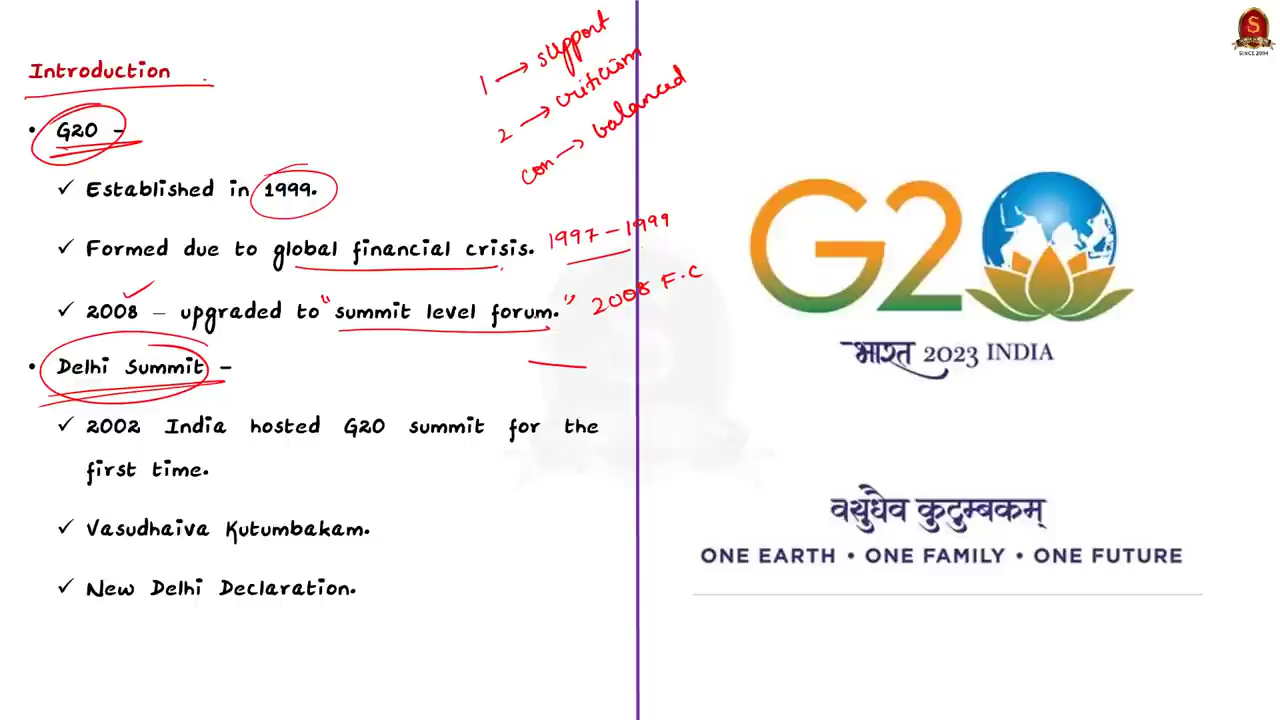 Introduction
• G20 -
✓ Established in 1999.
✓ Formed due to global financial crisis.
✓ 2008 – upgraded to "summit level forum."
• Delhi Summit -
✓ 2002 India hosted G20 summit for the
first time.
✓ Vasudhaiva Kutumbakam.
✓ New Delhi Declaration.
1 → support
2 → criticism
con → balanced
1997 - 1999
2008 F.C
S
SINCE 2004
G20
भारत 2023 INDIA
वसुधैव कुटुम्बकम्
ONE EARTH • ONE FAMILY • ONE FUTURE